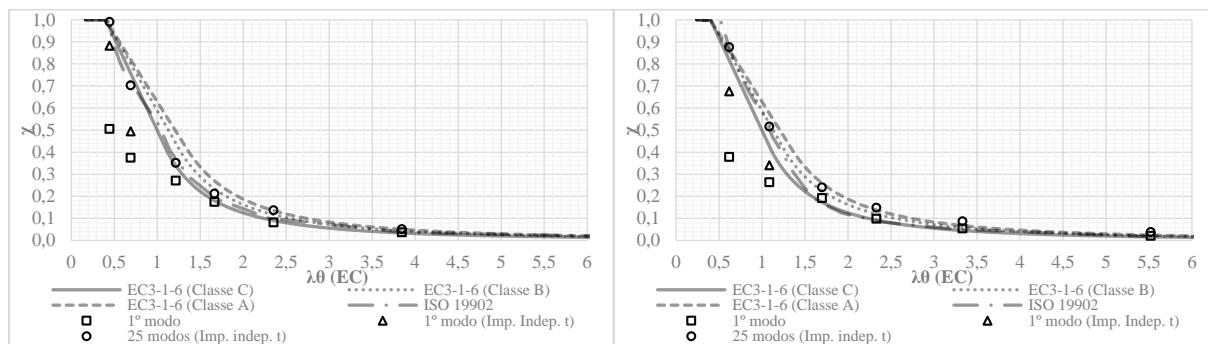 1,0
0,9
0,8
0,7
0,6
0,5
0,4
0,3
0,2
0,1
0,0
χ
0 0,5 1 1,5 2 2,5 3 3,5 4 4,5 5 5,5 6
λθ (EC)
EC3-1-6 (Classe C)
EC3-1-6 (Classe B)
EC3-1-6 (Classe A)
ISO 19902
1º modo
1º modo (Imp. Indep. t)
25 modos (Imp. indep. t)
1,0
0,9
0,8
0,7
0,6
0,5
0,4
0,3
0,2
0,1
0,0
χ
0 0,5 1 1,5 2 2,5 3 3,5 4 4,5 5 5,5 6
λθ (EC)
EC3-1-6 (Classe C)
EC3-1-6 (Classe B)
EC3-1-6 (Classe A)
ISO 19902
1º modo
1º modo (Imp. Indep. t)
25 modos (Imp. indep. t)